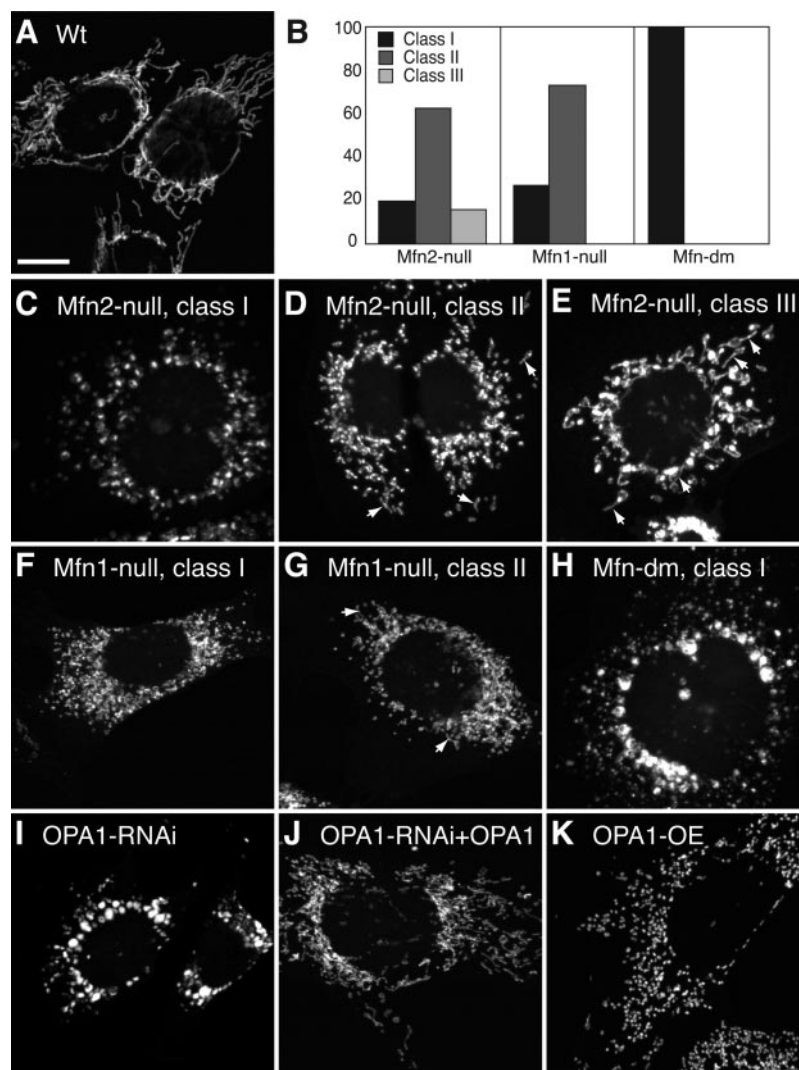 A Wt
B
100
80
60
40
20
0
Class I
Class II
Class III
Mfn2-null
Mfn1-null
Mfn-dm
C Mfn2-null, class I
D Mfn2-null, class II
E Mfn2-null, class III
F Mfn1-null, class I
G Mfn1-null, class II
H Mfn-dm, class I
I OPA1-RNAi
J OPA1-RNAi+OPA1
K OPA1-OE